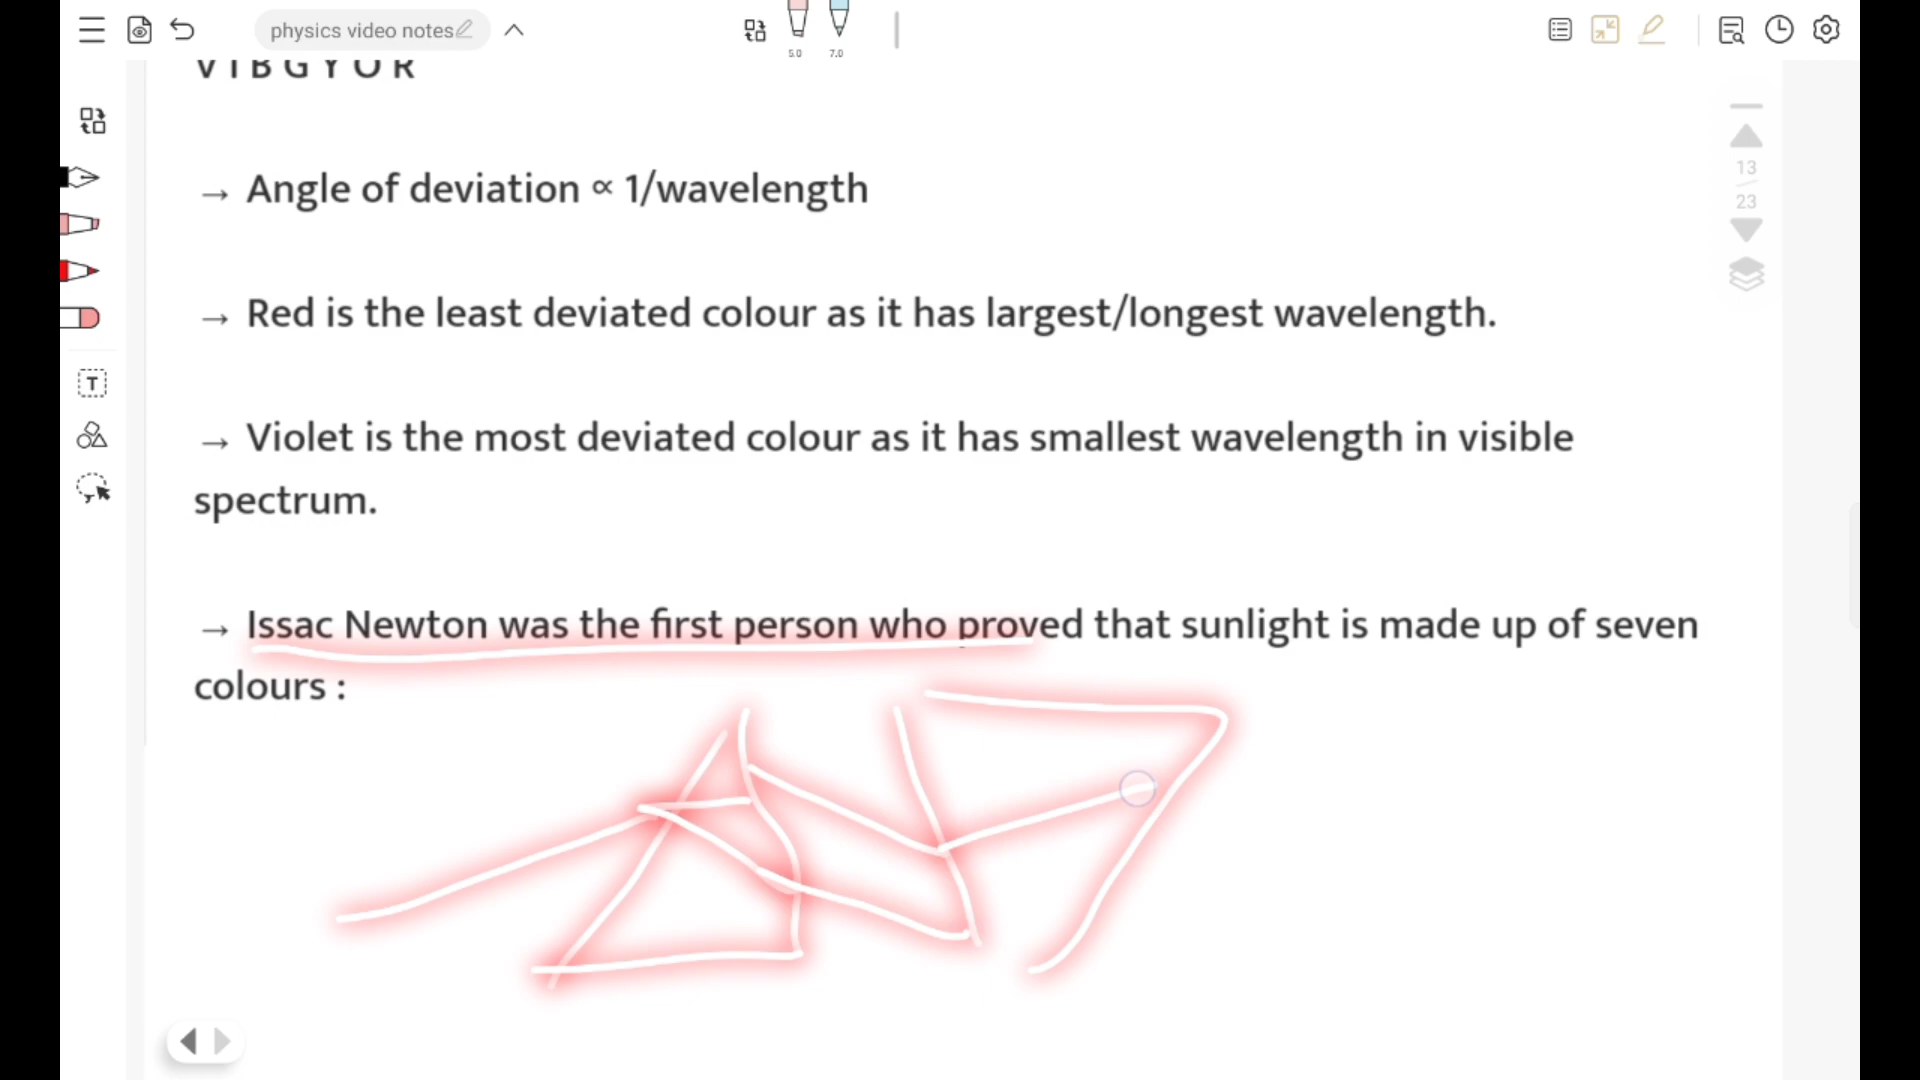 physics video notes
5.0
7.0
V I B G Y O R
→ Angle of deviation ∝ 1/wavelength
→ Red is the least deviated colour as it has largest/longest wavelength.
→ Violet is the most deviated colour as it has smallest wavelength in visible
spectrum.
→ Issac Newton was the first person who proved that sunlight is made up of seven
colours :
13
23
T